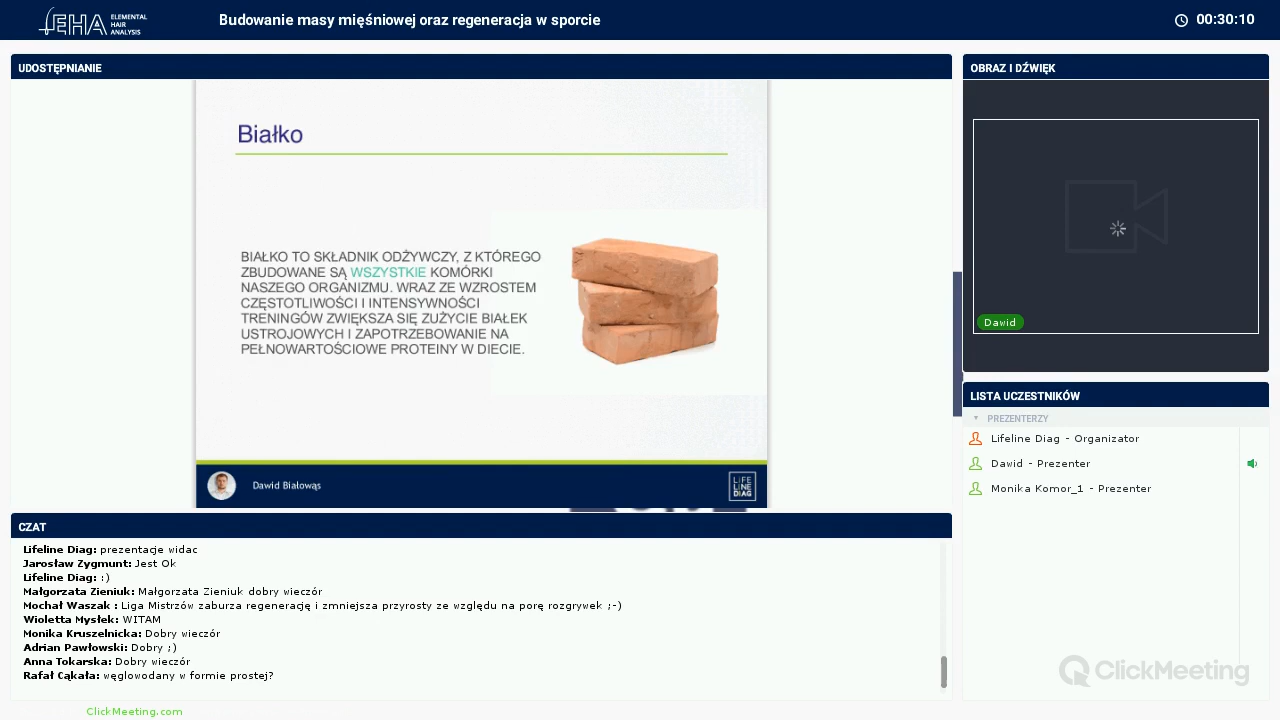 EHA ELEMENTAL
HAIR
ANALYSIS
Budowanie masy mięśniowej oraz regeneracja w sporcie
00:30:10
UDOSTĘPNIANIE
Białko
BIAŁKO TO SKŁADNIK ODŻYWCZY, Z KTÓREGO
ZBUDOWANE SĄ WSZYSTKIE KOMÓRKI
NASZEGO ORGANIZMU. WRAZ ZE WZROSTEM
CZĘSTOTLIWOŚCI I INTENSYWNOŚCI
TRENINGÓW ZWIĘKSZA SIĘ ZUŻYCIE BIAŁEK
USTROJOWYCH I ZAPOTRZEBOWANIE NA
PEŁNOWARTOŚCIOWE PROTEINY W DIECIE.
Dawid Białowąs
LIFE
LINE
DIAG
OBRAZ I DŹWIĘK
Dawid
LISTA UCZESTNIKÓW
PREZENTERZY
Lifeline Diag - Organizator
Dawid - Prezenter
Monika Komor_1 - Prezenter
CZAT
Lifeline Diag: prezentacje widac
Jarosław Zygmunt: Jest Ok
Lifeline Diag: :)
Małgorzata Zieniuk: Małgorzata Zieniuk dobry wieczór
Mochał Waszak : Liga Mistrzów zaburza regenerację i zmniejsza przyrosty ze względu na porę rozgrywek ;-)
Wioletta Mysłek: WITAM
Monika Kruszelnicka: Dobry wieczór
Adrian Pawłowski: Dobry ;)
Anna Tokarska: Dobry wieczór
Rafał Cąkała: węglowodany w formie prostej?
ClickMeeting
ClickMeeting.com